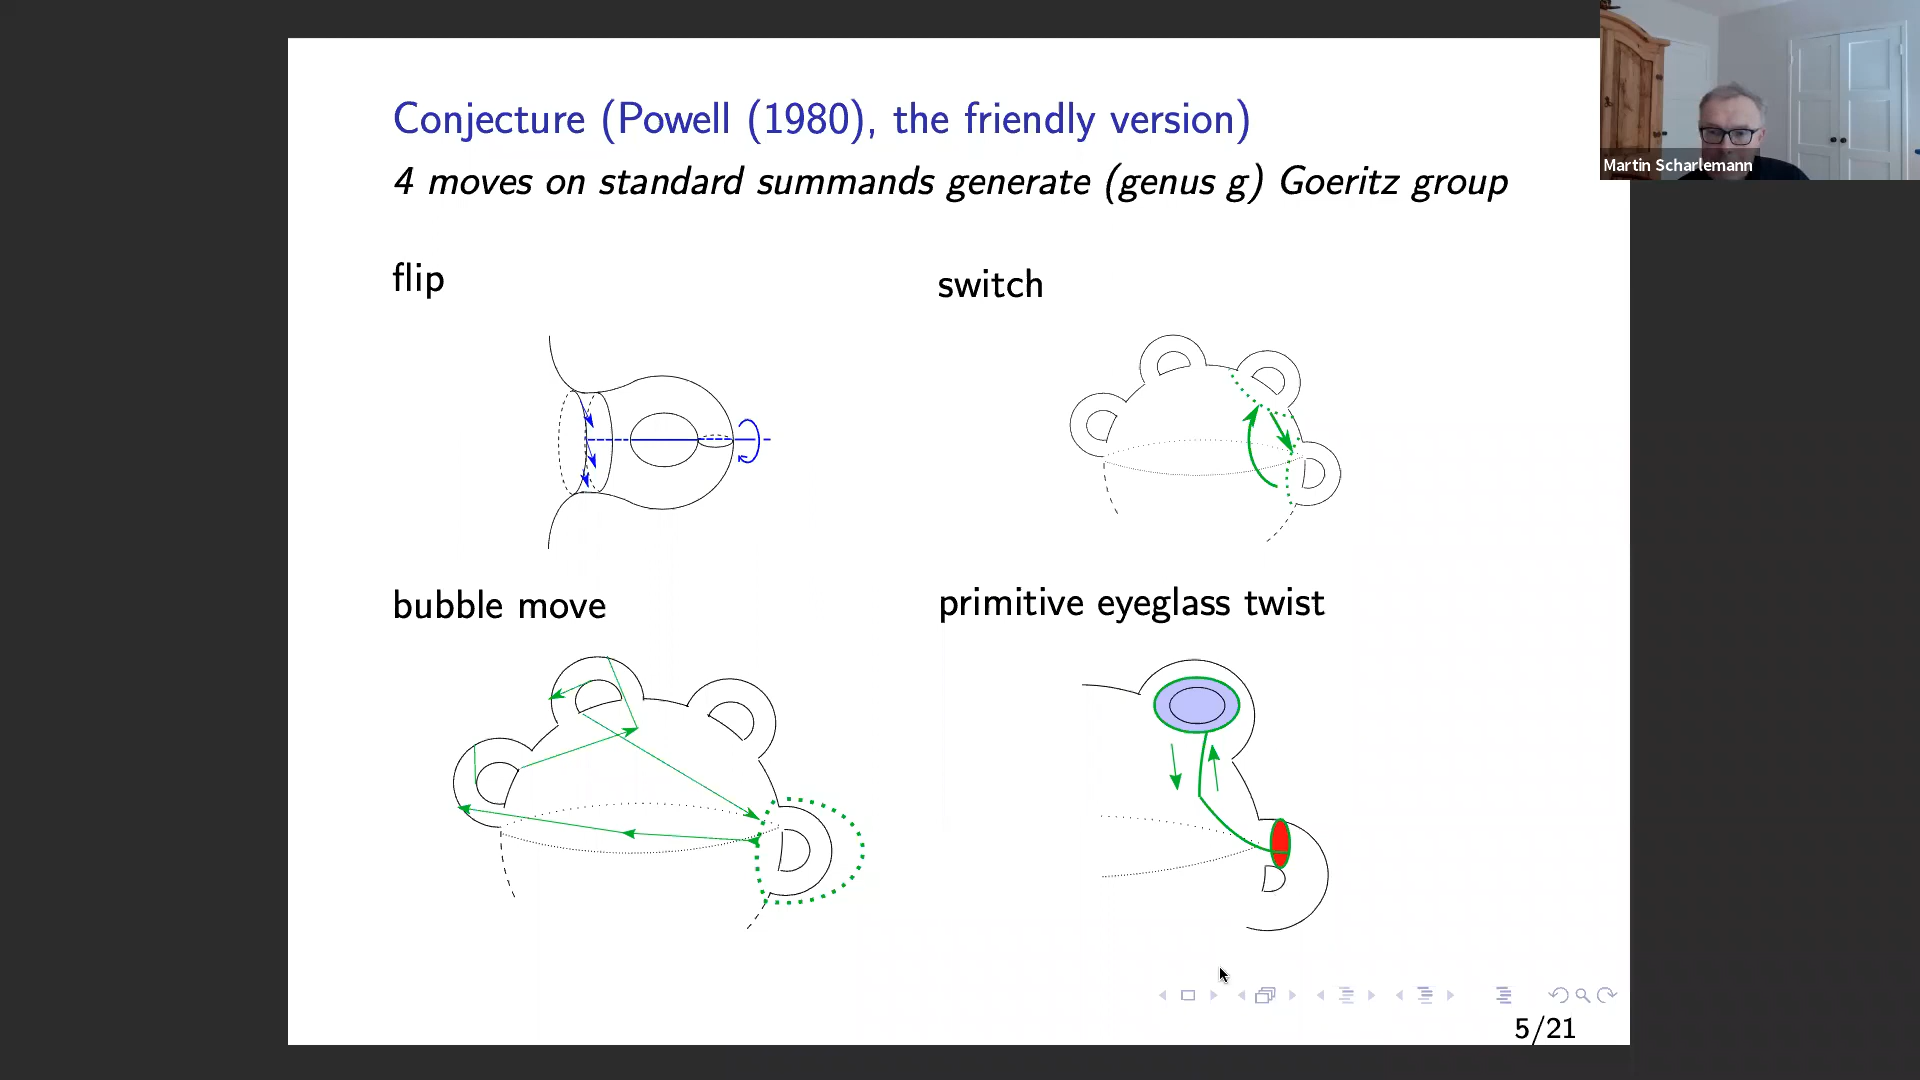 Conjecture (Powell (1980), the friendly version)
4 moves on standard summands generate (genus g) Goeritz group
Martin Scharlemann
flip
switch
bubble move
primitive eyeglass twist
5/21